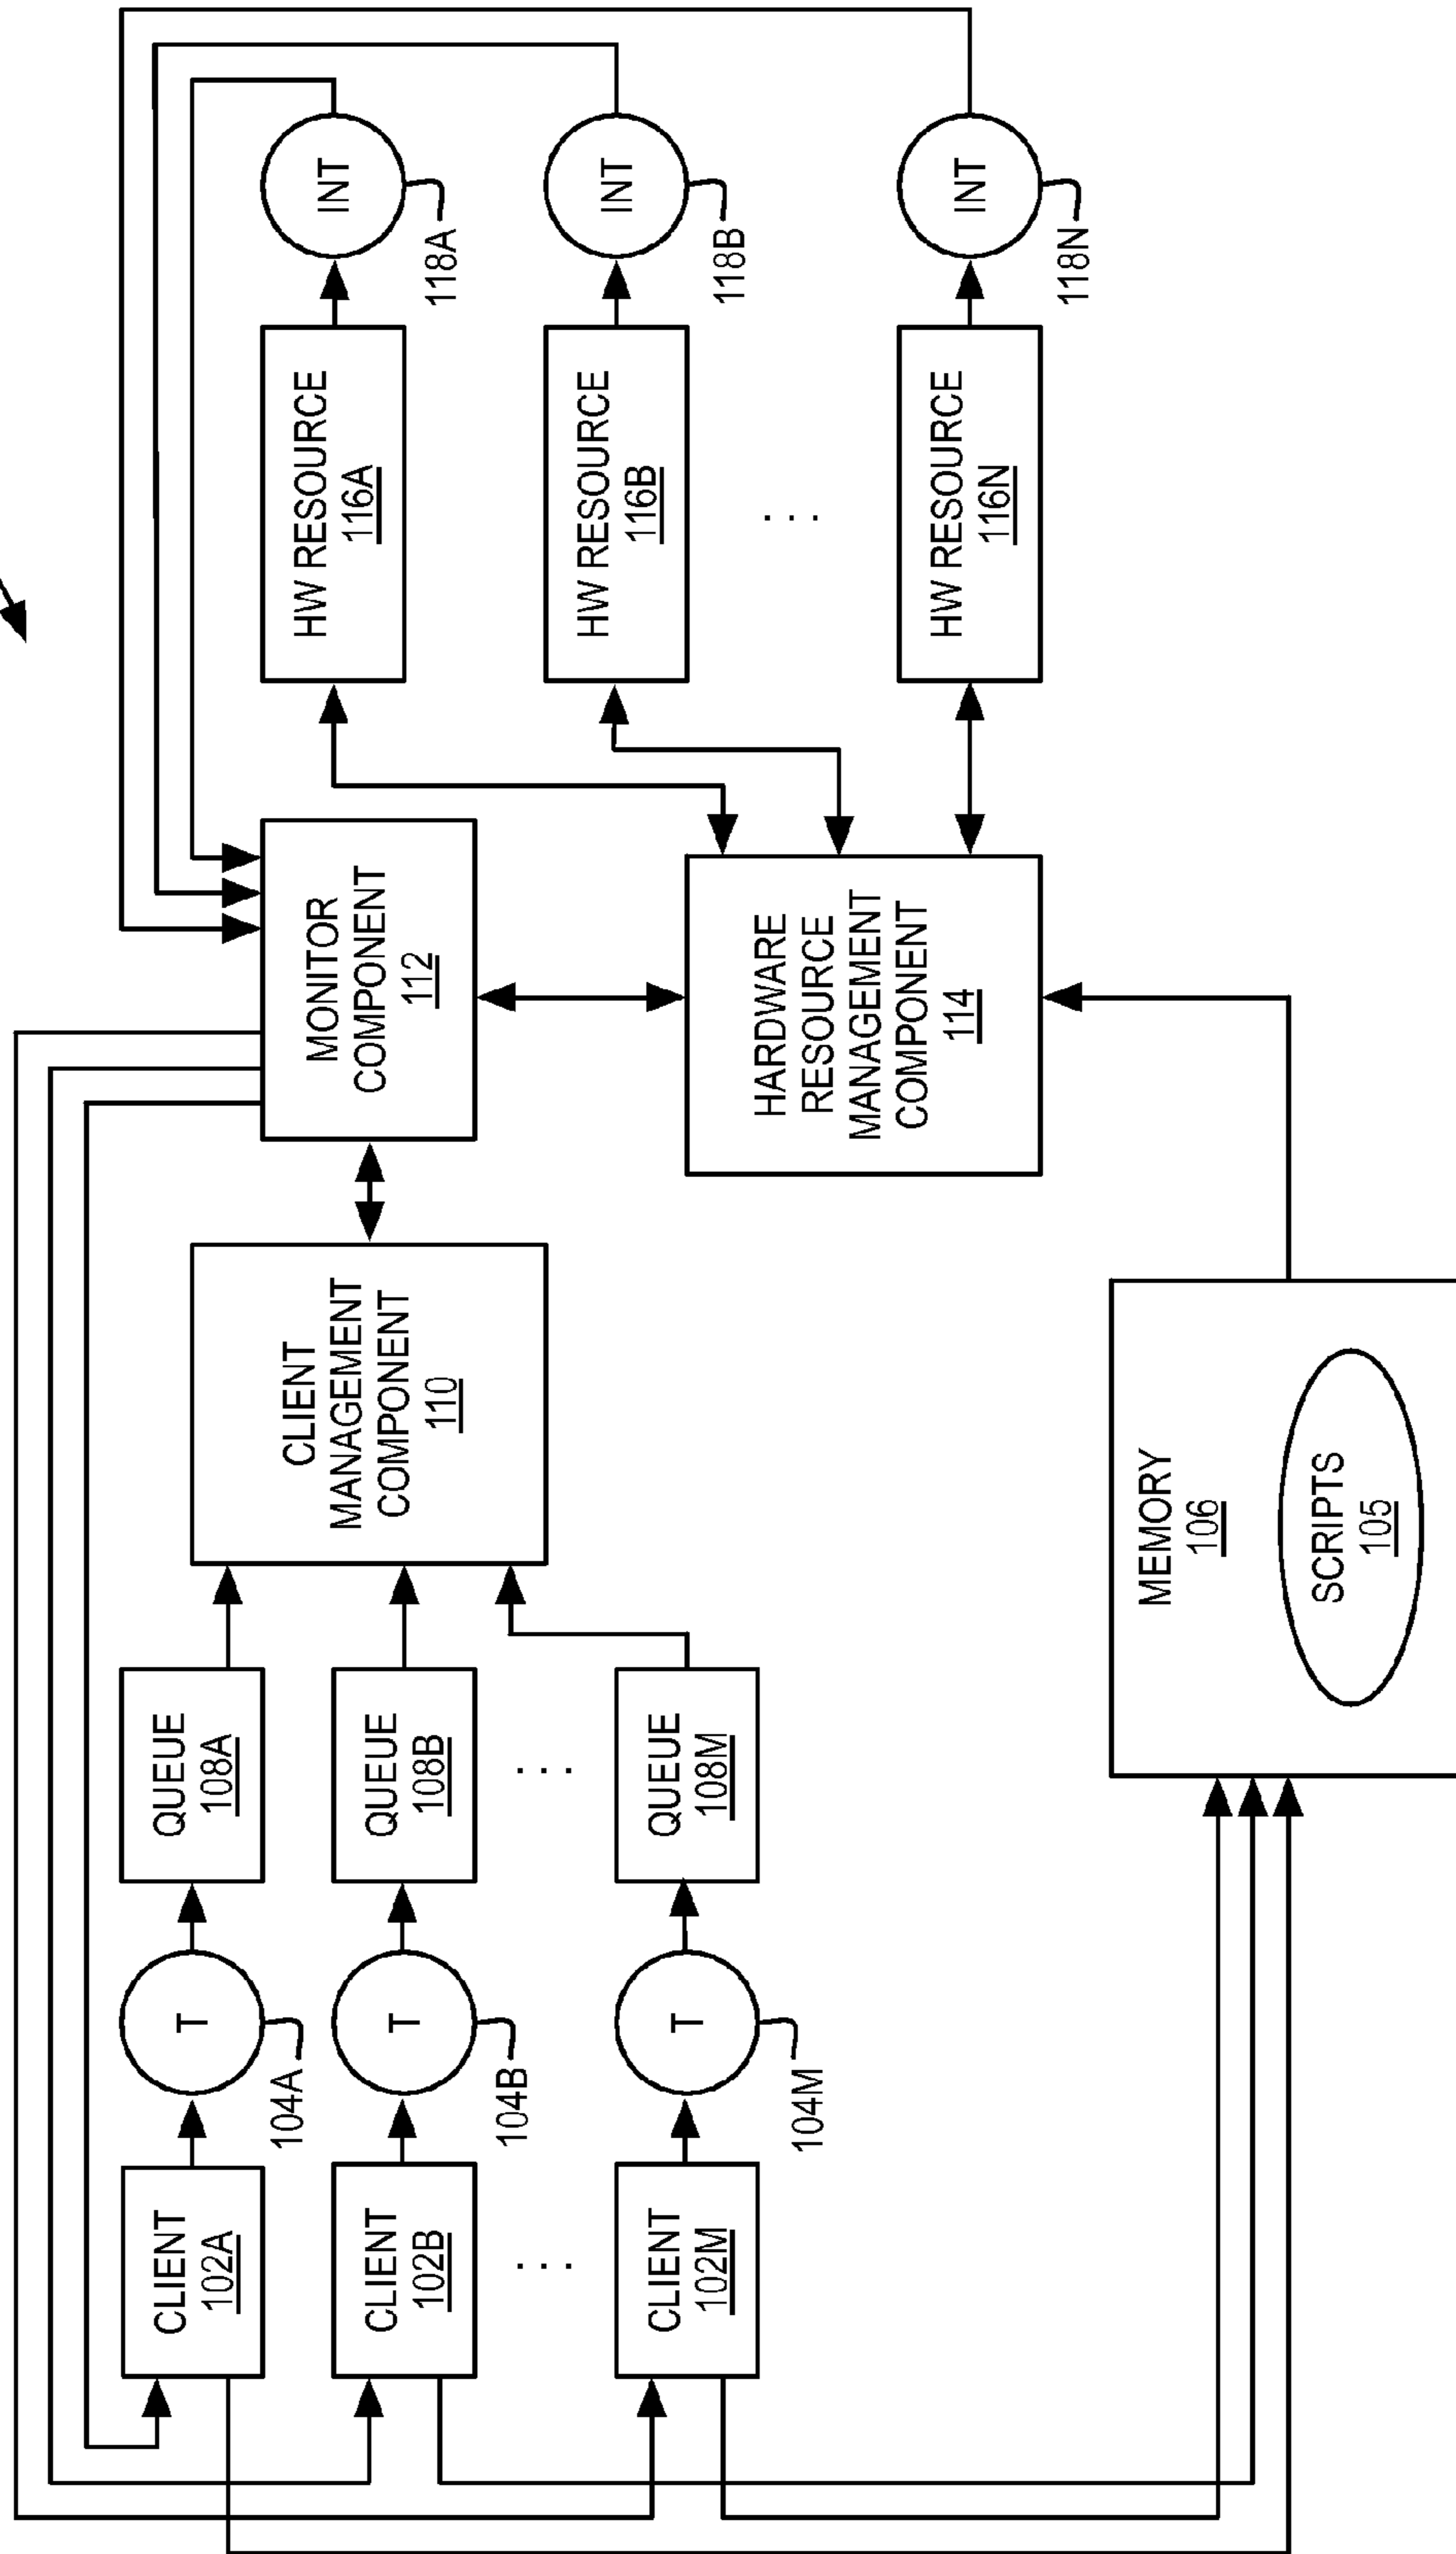 CLIENT
102A
T
104A
QUEUE
108A
CLIENT
102B
T
104B
QUEUE
108B
. . .
. . .
CLIENT
102M
T
104M
QUEUE
108M
CLIENT
MANAGEMENT
COMPONENT
110
MONITOR
COMPONENT
112
HARDWARE
RESOURCE
MANAGEMENT
COMPONENT
114
HW RESOURCE
116A
INT
118A
HW RESOURCE
116B
INT
118B
. . .
HW RESOURCE
116N
INT
118N
MEMORY
106
SCRIPTS
105